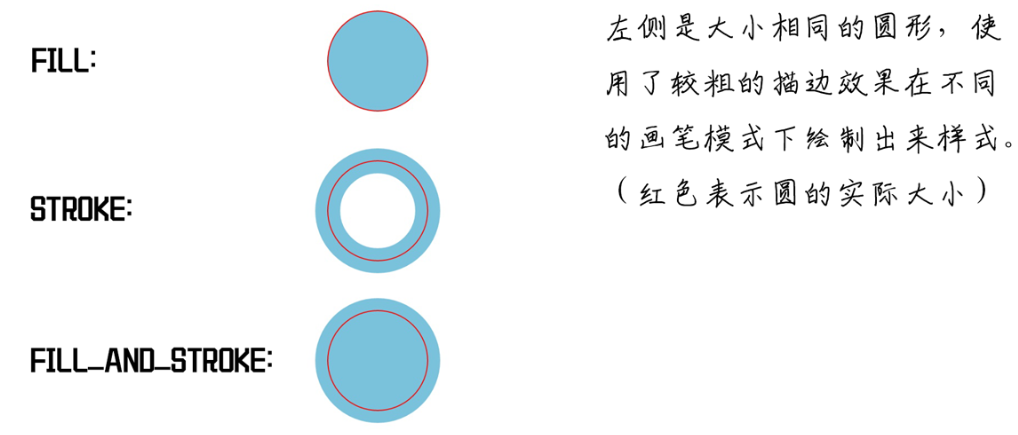 FILL:
左侧是大小相同的圆形，使
用了较粗的描边效果在不同
的画笔模式下绘制出来样式。
（红色表示圆的实际大小）
STROKE:
FILL_AND_STROKE: